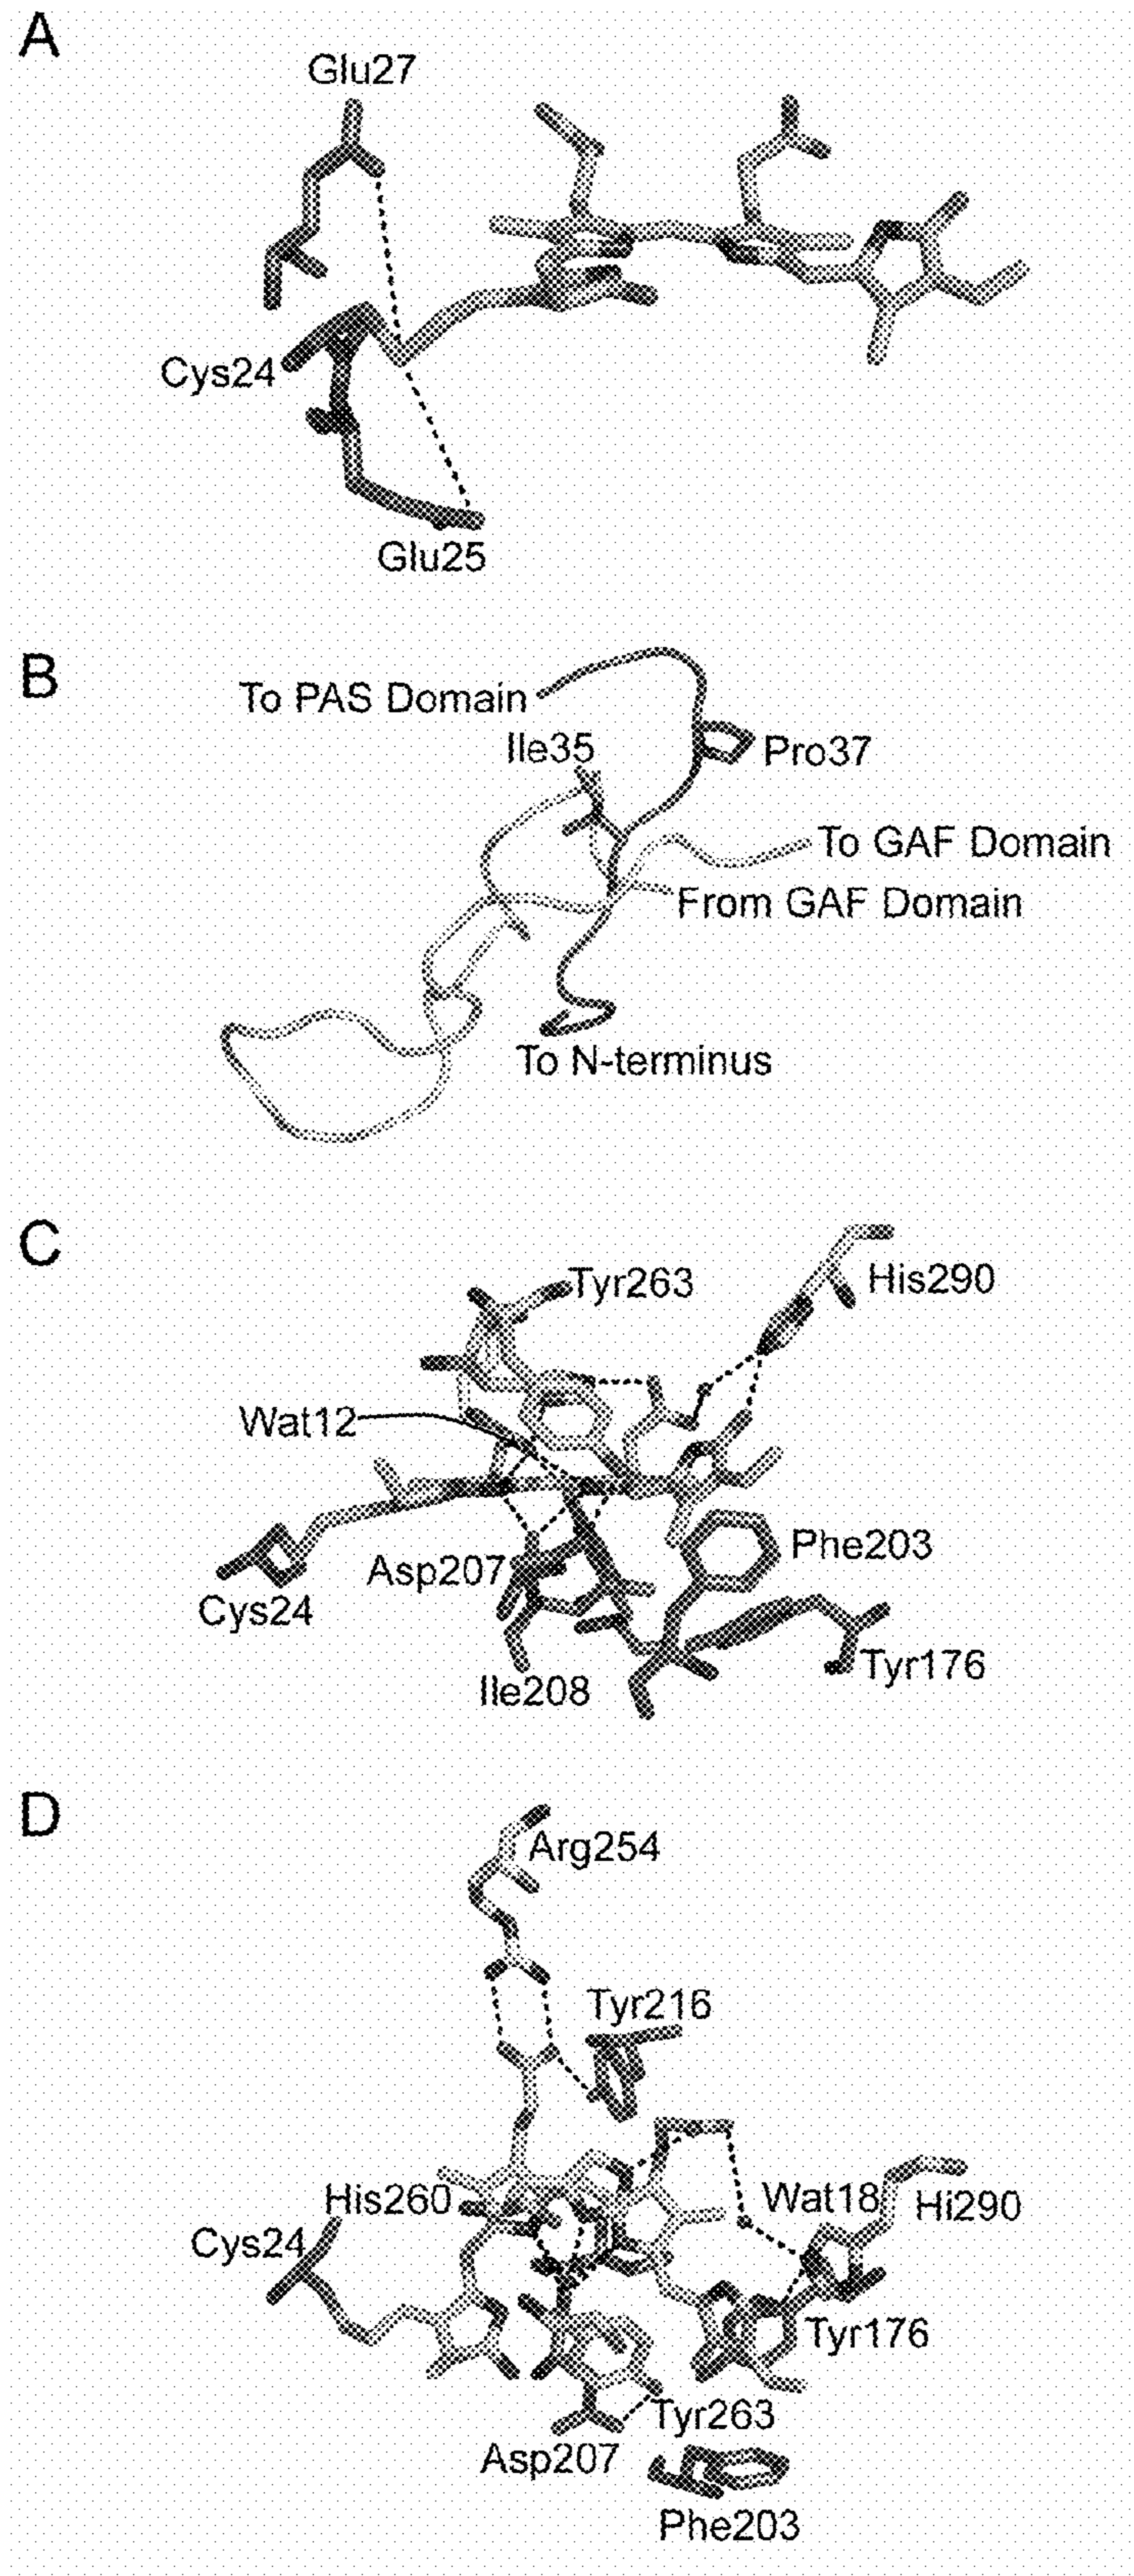 A
Glu27
Cys24
Glu25
B
To PAS Domain
Ile35
Pro37
To GAF Domain
From GAF Domain
To N-terminus
C
Tyr263
His290
Wat12
Phe203
Asp207
Cys24
Tyr176
Ile208
D
Arg254
Tyr216
His260
Wat18
Hi290
Cys24
Tyr176
Tyr263
Asp207
Phe203